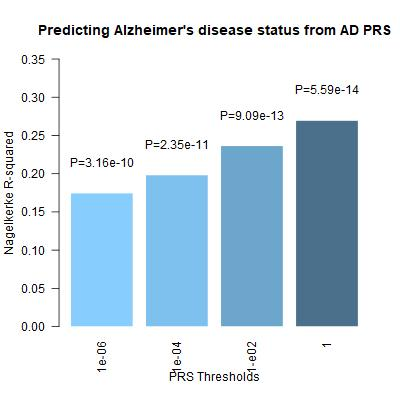 Predicting Alzheimer's disease status from AD PRS
Nagelkerke R-squared
0.35
0.30
0.25
0.20
0.15
0.10
0.05
0.00
P=3.16e-10
P=2.35e-11
P=9.09e-13
P=5.59e-14
1e-06
1e-04
1-e02
1
PRS Thresholds